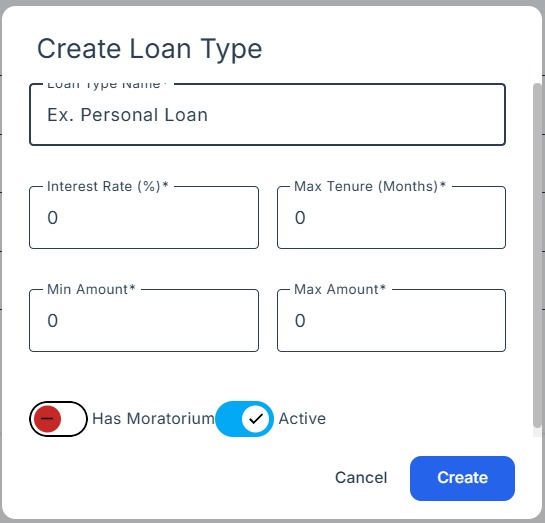 Create Loan Type
Loan Type Name*
Ex. Personal Loan
Interest Rate (%)* Max Tenure (Months)*
0 0
Min Amount* Max Amount*
0 0
Has Moratorium Active
Cancel Create